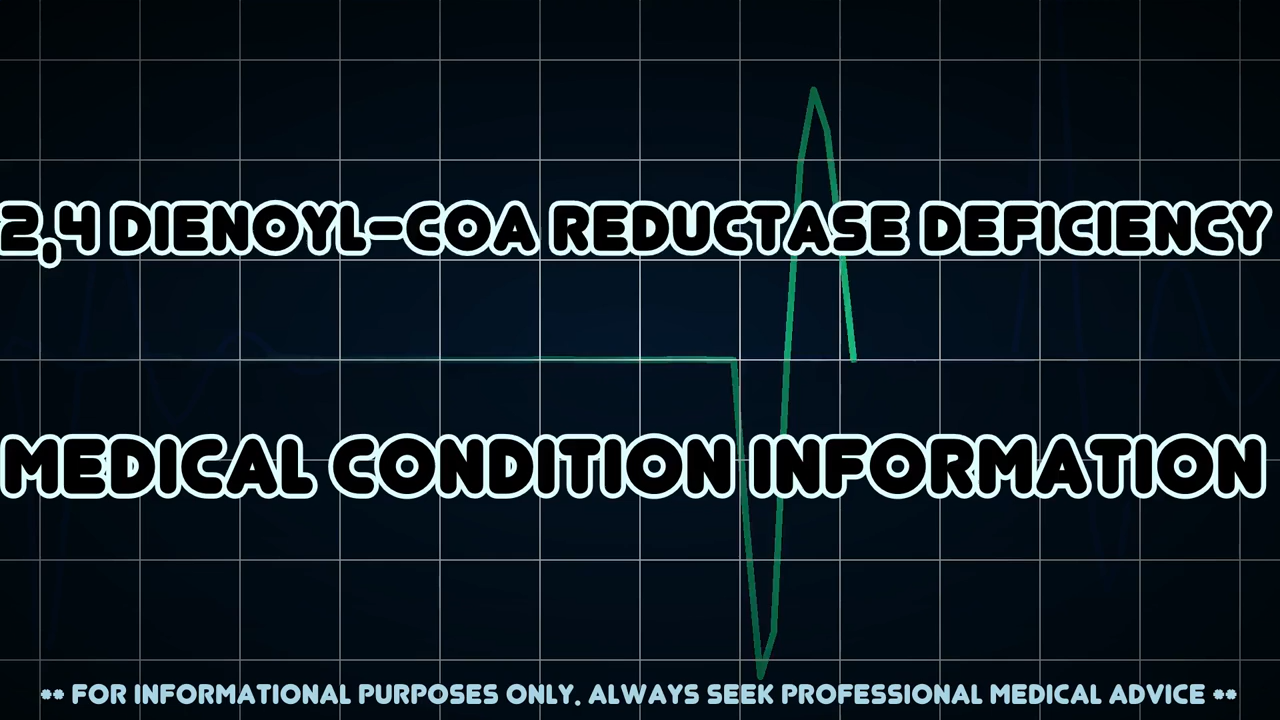 2,4 DIENOYL-COA REDUCTASE DEFICIENCY
MEDICAL CONDITION INFORMATION
** FOR INFORMATIONAL PURPOSES ONLY. ALWAYS SEEK PROFESSIONAL MEDICAL ADVICE **